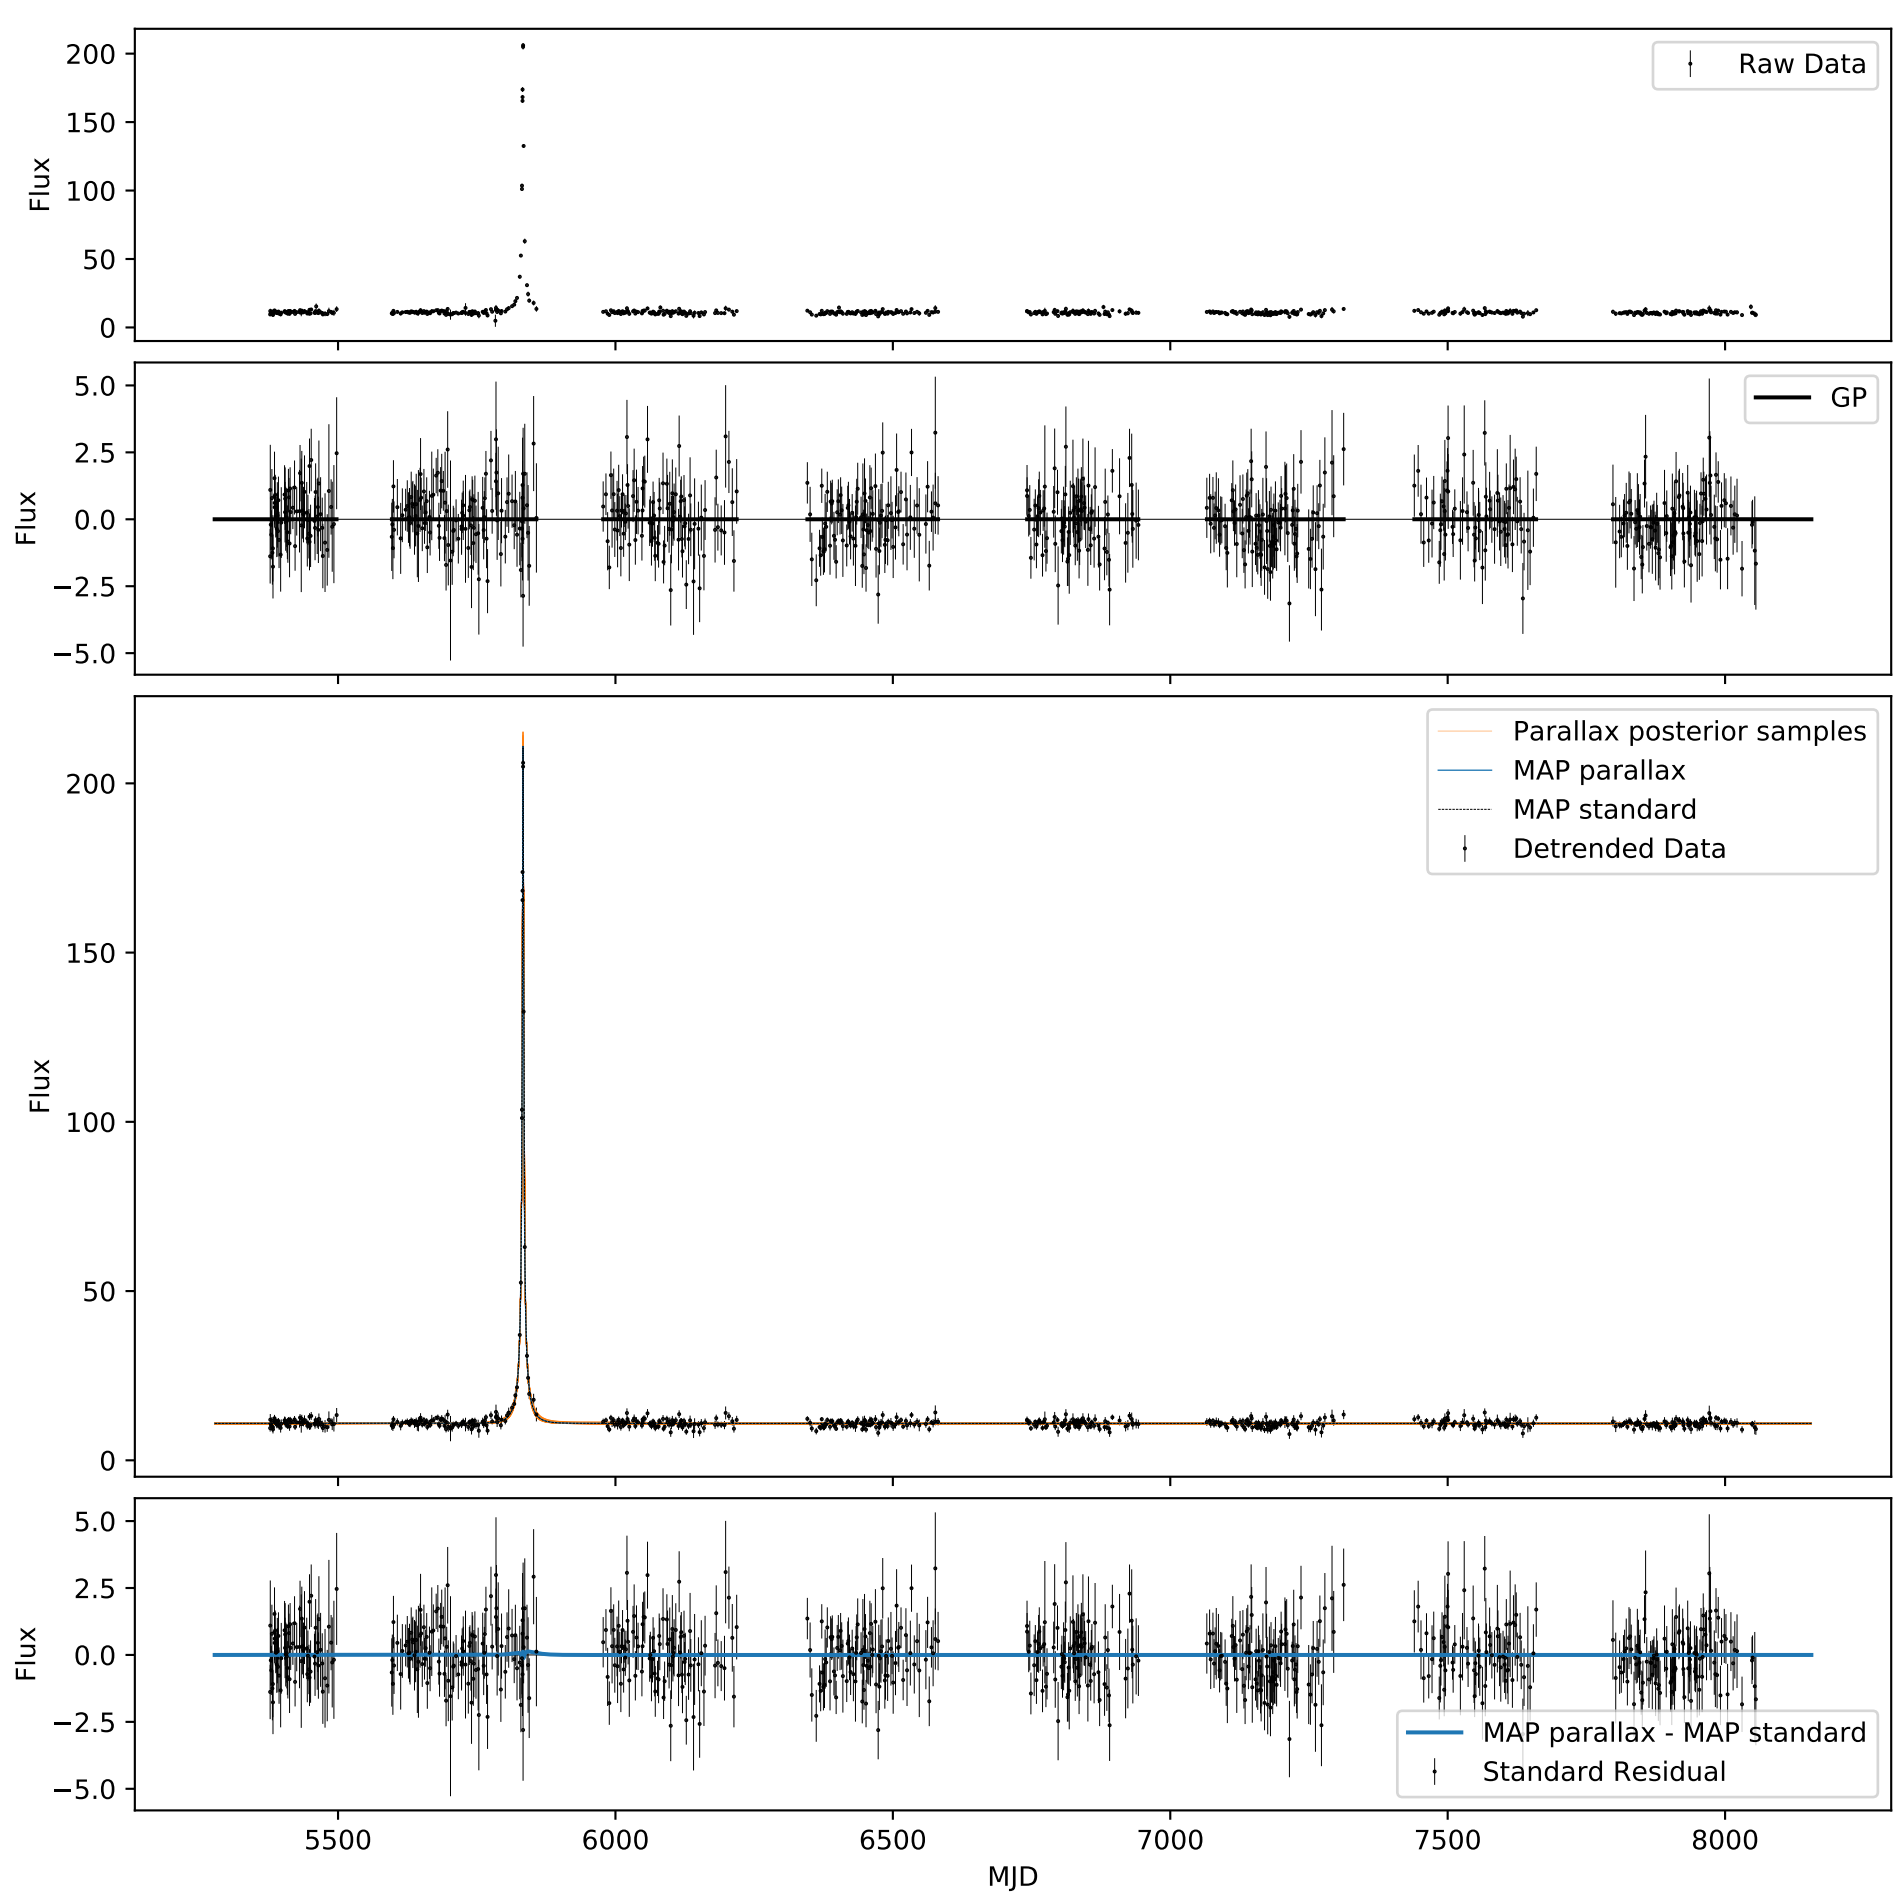 200
150
100
50
0
Flux
Raw Data
5.0
2.5
0.0
−2.5
−5.0
Flux
GP
200
150
100
50
0
Flux
Parallax posterior samples
MAP parallax
MAP standard
Detrended Data
5.0
2.5
0.0
−2.5
−5.0
Flux
MAP parallax - MAP standard
Standard Residual
5500 6000 6500 7000 7500 8000
MJD